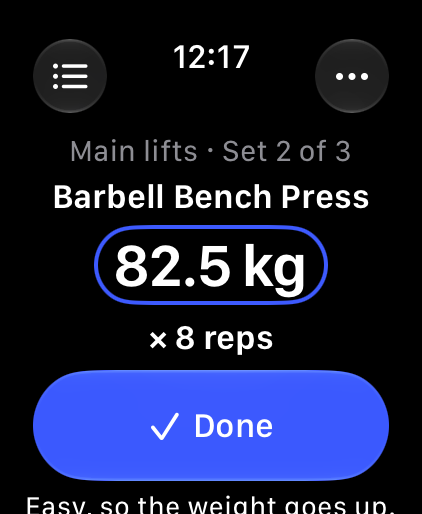 12:17
Main lifts · Set 2 of 3
Barbell Bench Press
82.5 kg
× 8 reps
✓ Done
Easy, so the weight goes up.